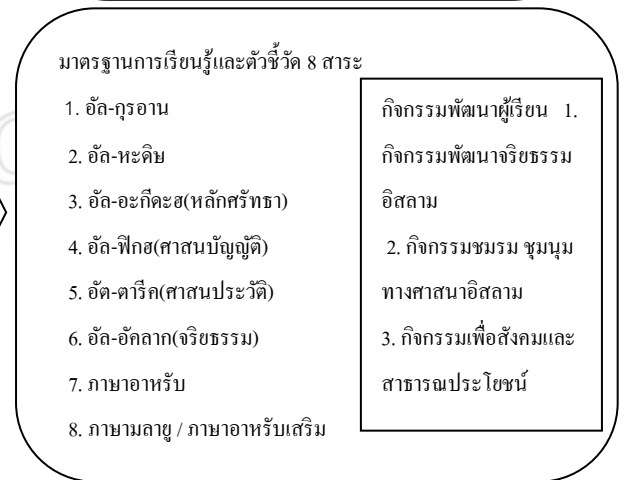 มาตรฐานการเรียนรู้และตัวชี้วัด 8 สาระ
1. อัล-กุรอาน
2. อัล-หะดิษ
3. อัล-อะกีดะฮ(หลักศรัทธา)
4. อัล-ฟิกฮ(ศาสนบัญญัติ)
5. อัต-ตารีค(ศาสนประวัติ)
6. อัล-อัคลาก(จริยธรรม)
7. ภาษาอาหรับ
8. ภาษามลายู / ภาษาอาหรับเสริม
กิจกรรมพัฒนาผู้เรียน 1.
กิจกรรมพัฒนาจริยธรรม
อิสลาม
2. กิจกรรมชมรม ชุมนุม
ทางศาสนาอิสลาม
3. กิจกรรมเพื่อสังคมและ
สาธารณประโยชน์